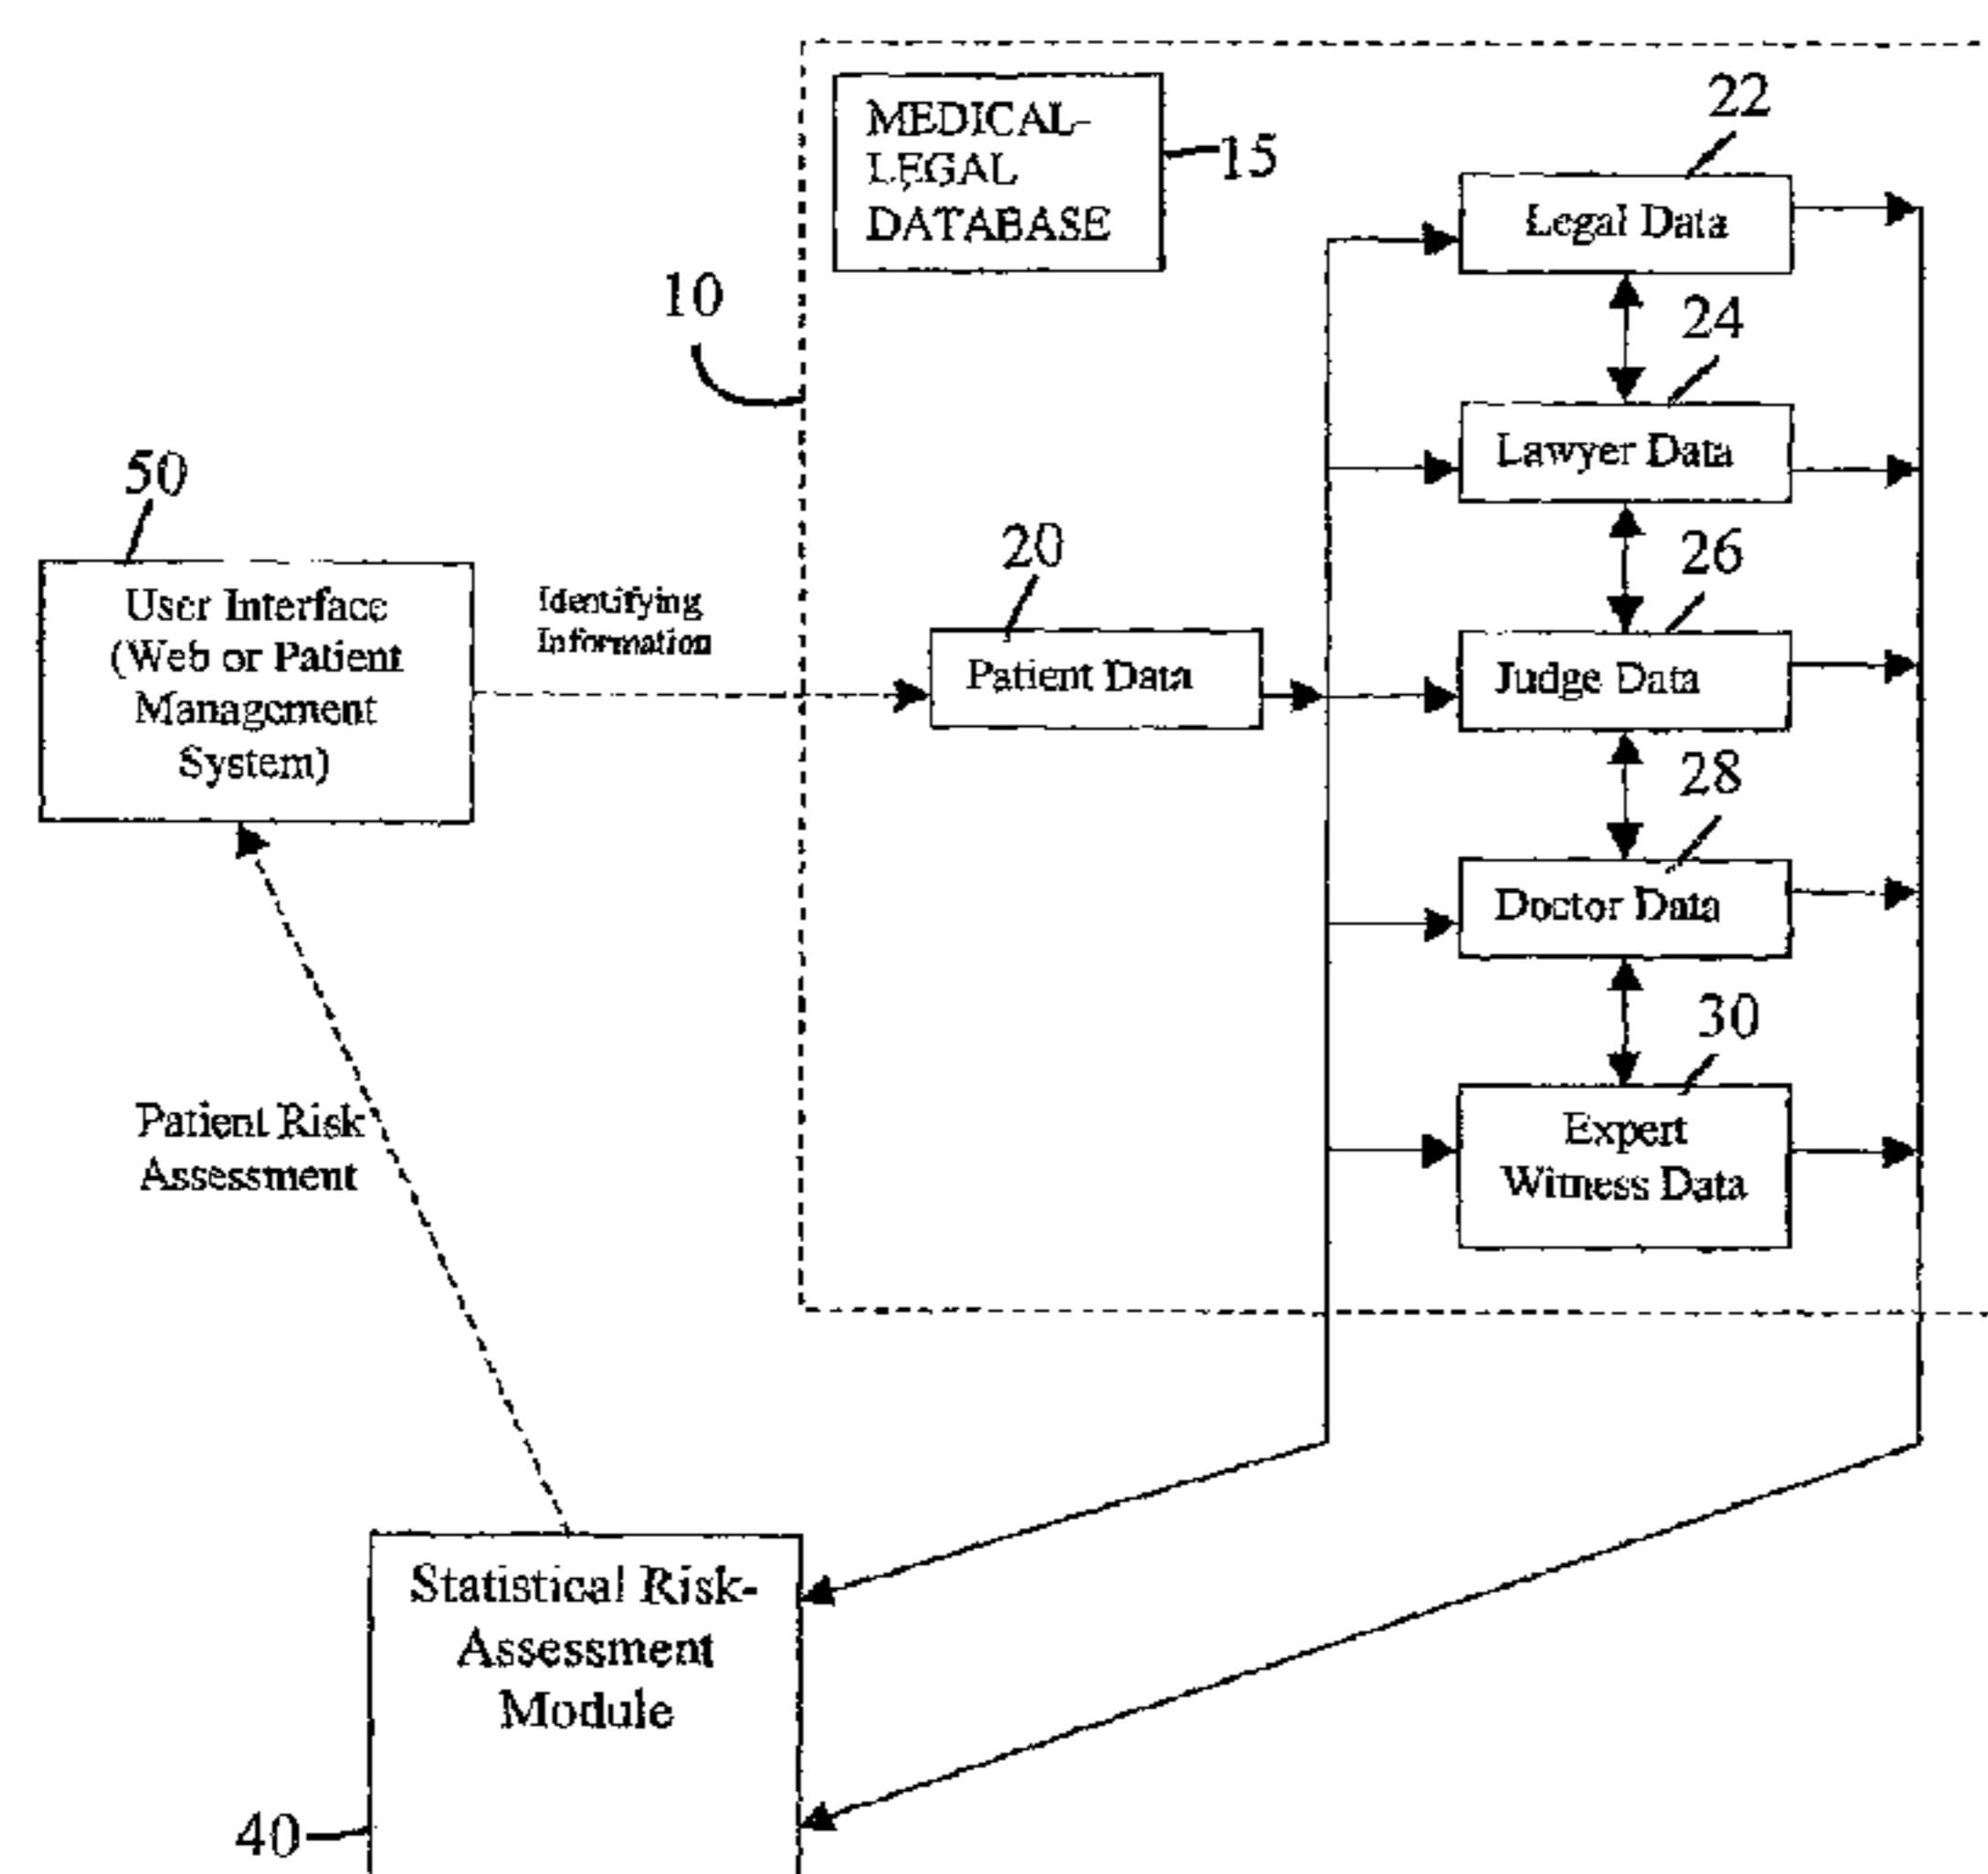 MEDICAL-
LEGAL
DATABASE
15
10
22
Legal Data
24
Lawyer Data
50
User Interface
(Web or Patient
Management
System)
Identifying
Information
20
Patient Data
26
Judge Data
28
Doctor Data
30
Expert
Witness Data
Patient Risk
Assessment
Statistical Risk-
Assessment
Module
40